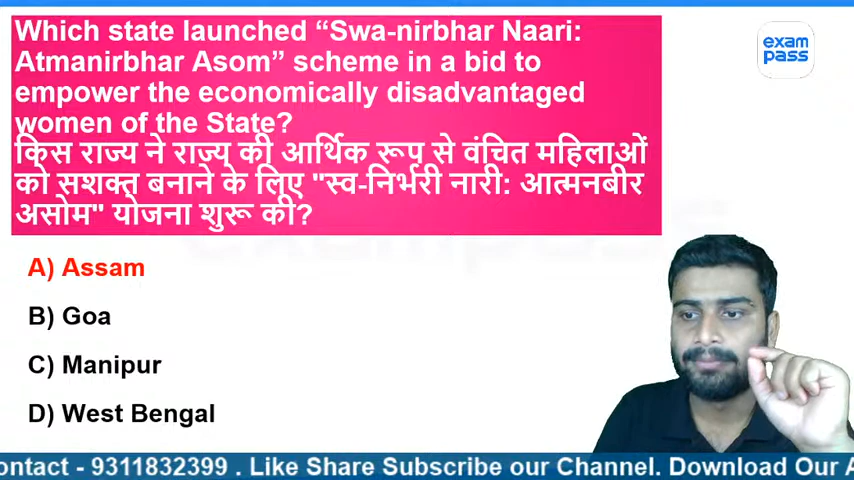 Which state launched “Swa-nirbhar Naari:
Atmanirbhar Asom” scheme in a bid to
empower the economically disadvantaged
women of the State?
किस राज्य ने राज्य की आर्थिक रूप से वंचित महिलाओं
को सशक्त बनाने के लिए "स्व-निर्भरी नारी: आत्मनबीर
असोम" योजना शुरू की?
exam
pass
A) Assam
B) Goa
C) Manipur
D) West Bengal
ontact - 9311832399 . Like Share Subscribe our Channel. Download Our A